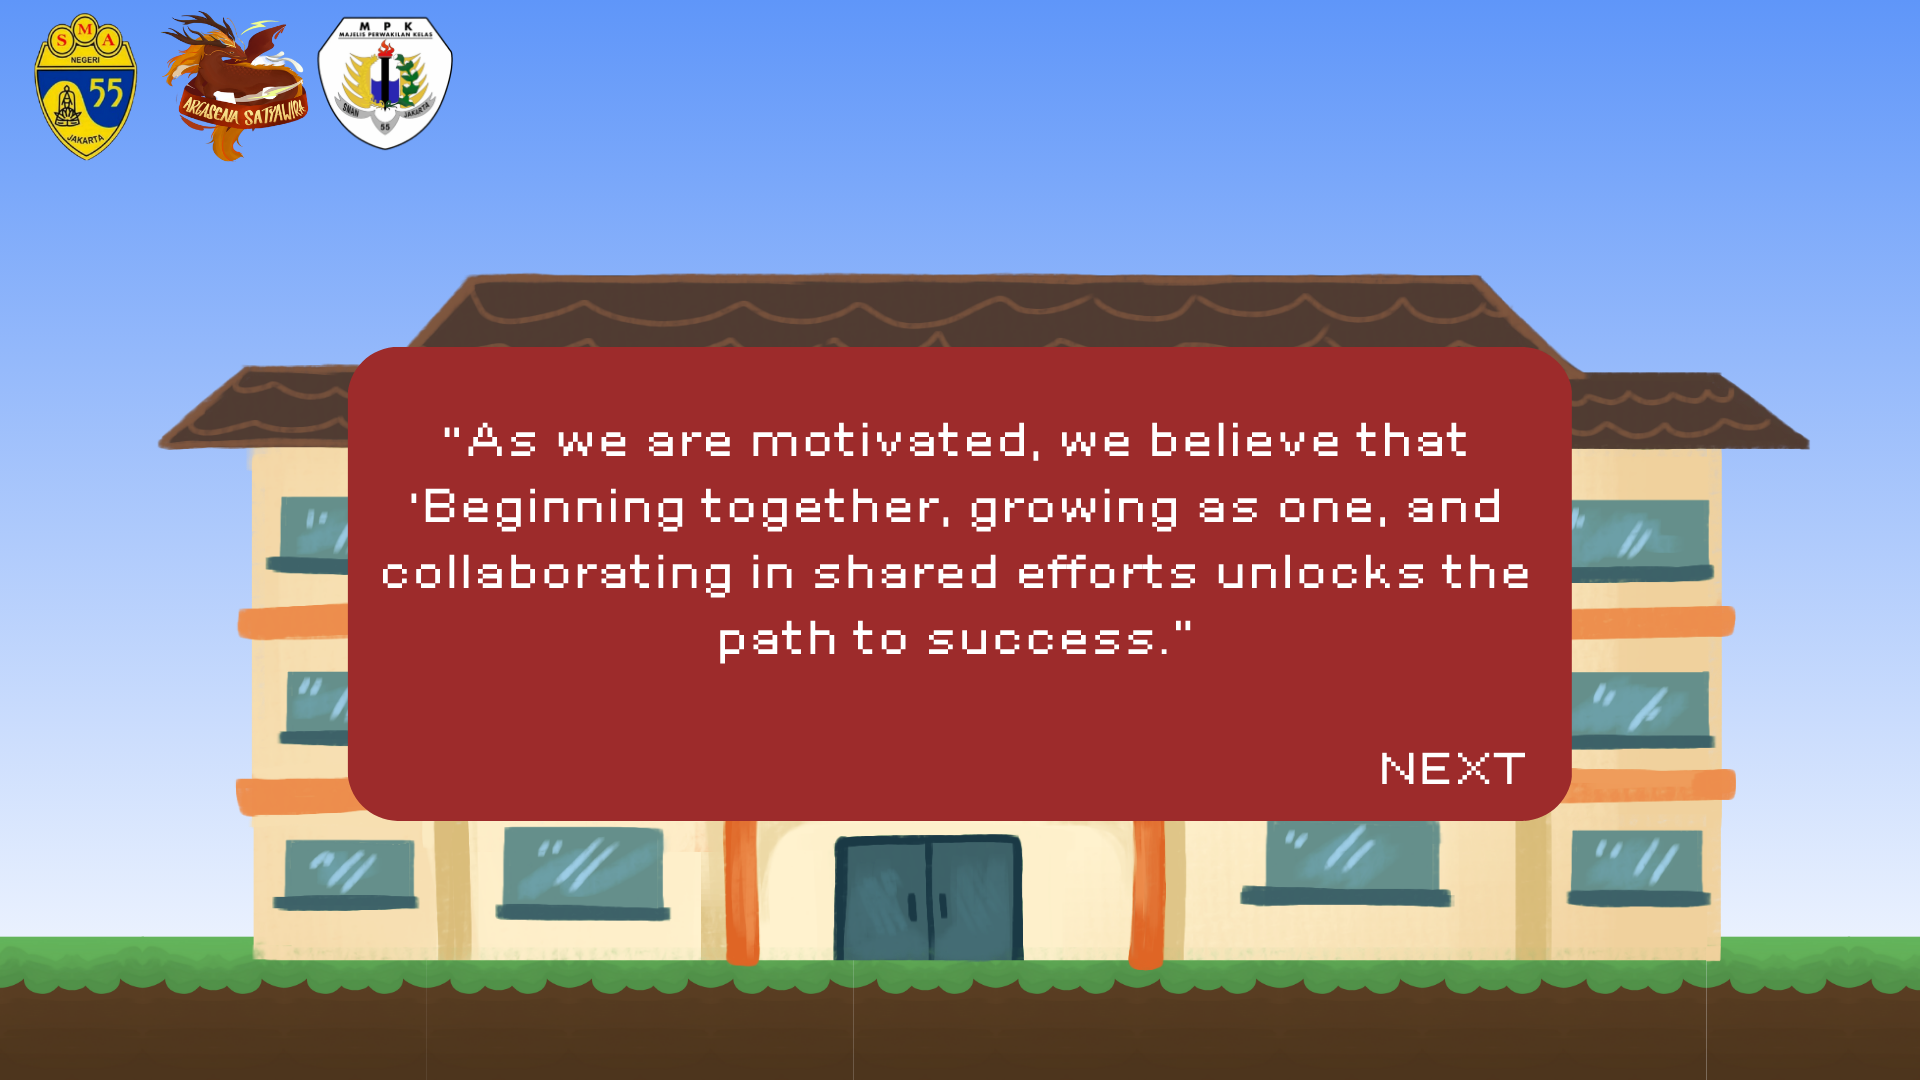 S M A
NEGERI
55
JAKARTA
ARGASENA SATYAWIRA
M P K
MAJELIS PERWAKILAN KELAS
SMAN JAKARTA
55
"As we are motivated, we believe that
'Beginning together, growing as one, and
collaborating in shared efforts unlocks the
path to success."
NEXT